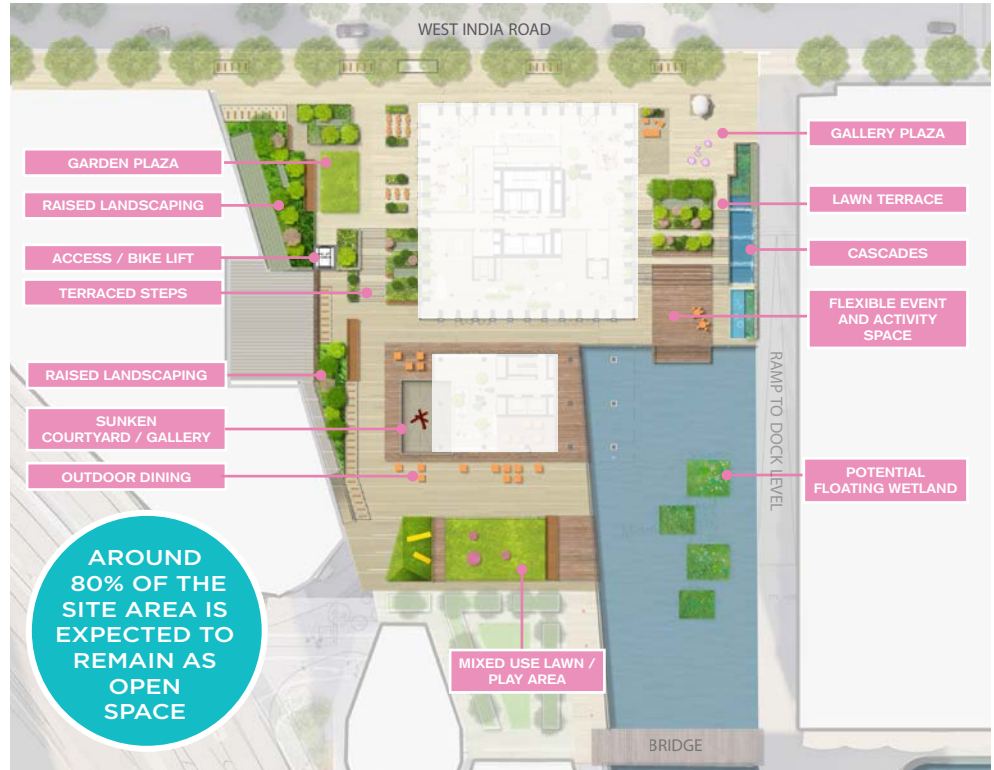 WEST INDIA ROAD
GARDEN PLAZA
RAISED LANDSCAPING
ACCESS / BIKE LIFT
TERRACED STEPS
RAISED LANDSCAPING
SUNKEN
COURTYARD / GALLERY
OUTDOOR DINING
AROUND
80% OF THE
SITE AREA IS
EXPECTED TO
REMAIN AS
OPEN
SPACE
GALLERY PLAZA
LAWN TERRACE
CASCADES
FLEXIBLE EVENT
AND ACTIVITY
SPACE
RAMP TO DOCK LEVEL
POTENTIAL
FLOATING WETLAND
MIXED USE LAWN /
PLAY AREA
BRIDGE